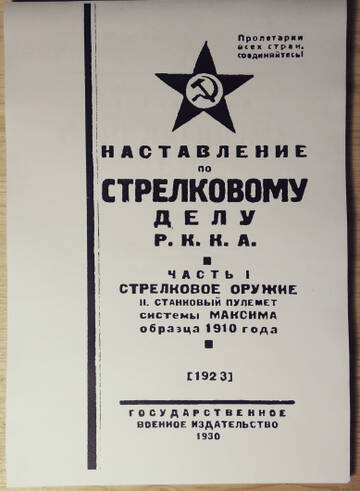 Пролетарии
всех стран,
соединяйтесь!
НАСТАВЛЕНИЕ
по
СТРЕЛКОВОМУ
ДЕЛУ
Р. К. К. А.
ЧАСТЬ I
СТРЕЛКОВОЕ ОРУЖИЕ
II. СТАНКОВЫЙ ПУЛЕМЕТ
системы МАКСИМА
образца 1910 года
[1923]
ГОСУДАРСТВЕННОЕ
ВОЕННОЕ ИЗДАТЕЛЬСТВО
1930